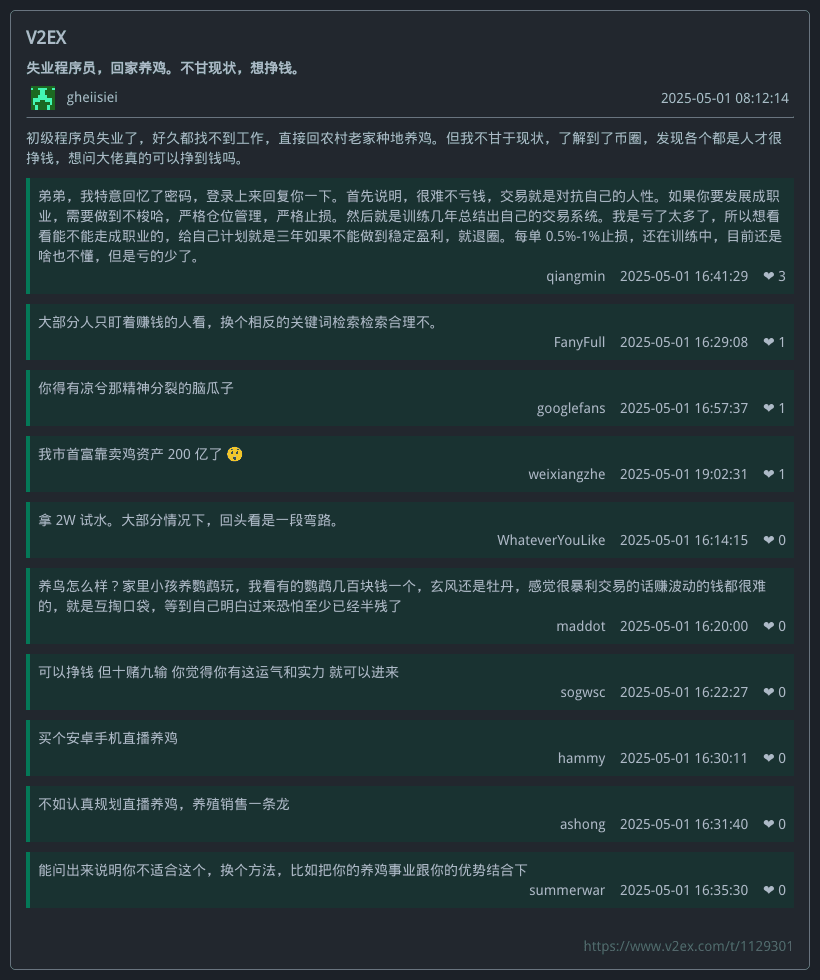 V2EX
失业程序员，回家养鸡。不甘现状，想挣钱。
gheiisiei 2025-05-01 08:12:14
初级程序员失业了，好久都找不到工作，直接回农村老家种地养鸡。但我不甘于现状，了解到了币圈，发现各个都是人才很
挣钱，想问大佬真的可以挣到钱吗。
弟弟，我特意回忆了密码，登录上来回复你一下。首先说明，很难不亏钱，交易就是对抗自己的人性。如果你要发展成职
业，需要做到不梭哈，严格仓位管理，严格止损。然后就是训练几年总结出自己的交易系统。我是亏了太多了，所以想看
看能不能走成职业的，给自己计划就是三年如果不能做到稳定盈利，就退圈。每单 0.5%-1%止损，还在训练中，目前还是
啥也不懂，但是亏的少了。
qiangmin 2025-05-01 16:41:29 ❤ 3
大部分人只盯着赚钱的人看，换个相反的关键词检索检索合理不。
FanyFull 2025-05-01 16:29:08 ❤ 1
你得有凉兮那精神分裂的脑瓜子
googlefans 2025-05-01 16:57:37 ❤ 1
我市首富靠卖鸡资产 200 亿了 😲
weixiangzhe 2025-05-01 19:02:31 ❤ 1
拿 2W 试水。大部分情况下，回头看是一段弯路。
WhateverYouLike 2025-05-01 16:14:15 ❤ 0
养鸟怎么样？家里小孩养鹦鹉玩，我看有的鹦鹉几百块钱一个，玄风还是牡丹，感觉很暴利交易的话赚波动的钱都很难
的，就是互掏口袋，等到自己明白过来恐怕至少已经半残了
maddot 2025-05-01 16:20:00 ❤ 0
可以挣钱 但十赌九输 你觉得你有这运气和实力 就可以进来
sogwsc 2025-05-01 16:22:27 ❤ 0
买个安卓手机直播养鸡
hammy 2025-05-01 16:30:11 ❤ 0
不如认真规划直播养鸡，养殖销售一条龙
ashong 2025-05-01 16:31:40 ❤ 0
能问出来说明你不适合这个，换个方法，比如把你的养鸡事业跟你的优势结合下
summerwar 2025-05-01 16:35:30 ❤ 0
https://www.v2ex.com/t/1129301